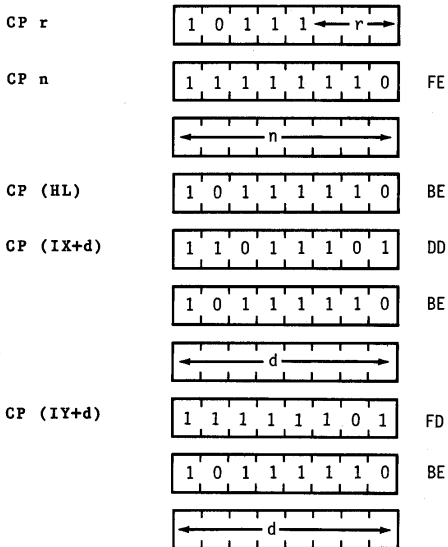 CP r 1 0 1 1 1 r
CP n 1 1 1 1 1 1 1 0 FE
n
CP (HL) 1 0 1 1 1 1 1 0 BE
CP (IX+d) 1 1 0 1 1 1 0 1 DD
1 0 1 1 1 1 1 0 BE
d
CP (IY+d) 1 1 1 1 1 1 0 1 FD
1 0 1 1 1 1 1 0 BE
d